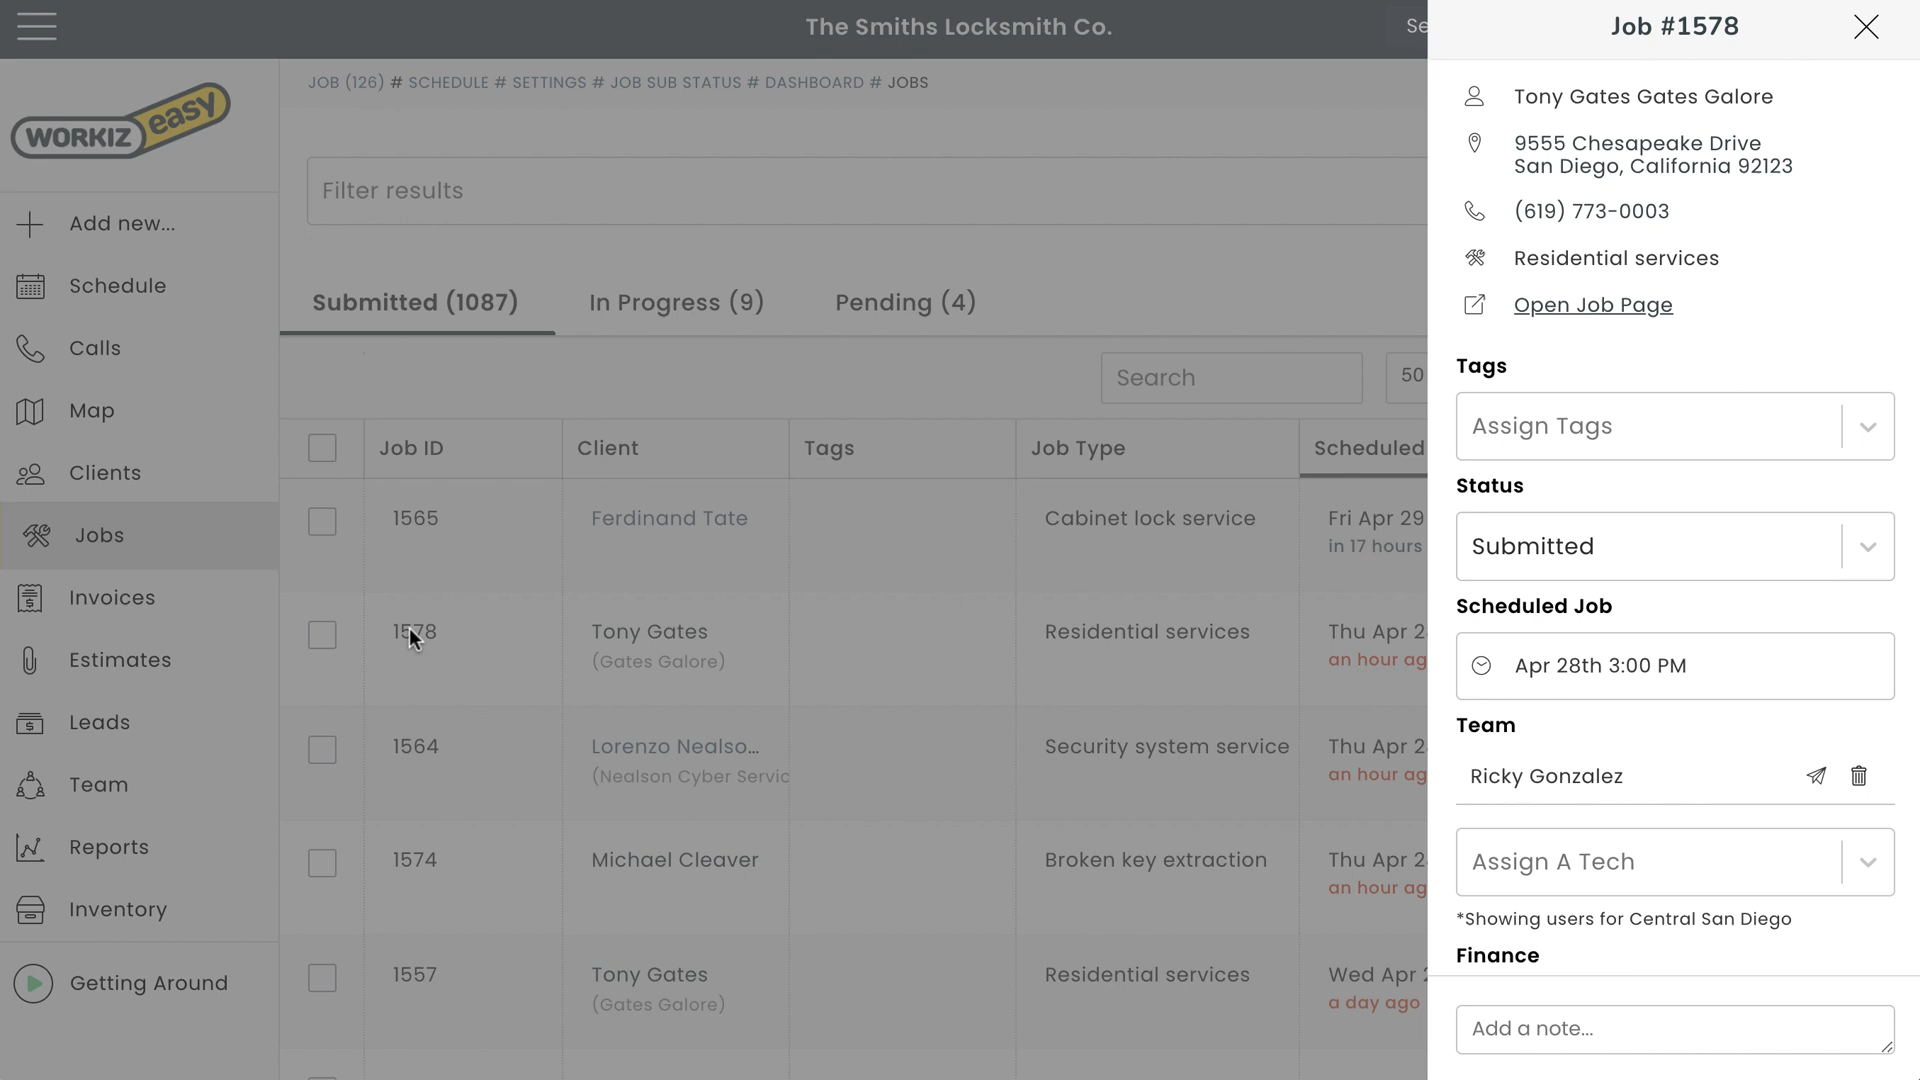 The Smiths Locksmith Co.
Se
Job #1578
WORKIZ easy
JOB (126) # SCHEDULE # SETTINGS # JOB SUB STATUS # DASHBOARD # JOBS
Filter results
Add new...
Schedule
Calls
Map
Clients
Jobs
Invoices
Estimates
Leads
Team
Reports
Inventory
Getting Around
Submitted (1087) In Progress (9) Pending (4)
Search 50
Job ID Client Tags Job Type Scheduled
1565 Ferdinand Tate Cabinet lock service Fri Apr 29
in 17 hours
1578 Tony Gates Residential services Thu Apr 2
(Gates Galore) an hour ag
1564 Lorenzo Nealso... Security system service Thu Apr 2
(Nealson Cyber Servic an hour ag
1574 Michael Cleaver Broken key extraction Thu Apr 2
an hour ag
1557 Tony Gates Residential services Wed Apr 2
(Gates Galore) a day ago
Tony Gates Gates Galore
9555 Chesapeake Drive
San Diego, California 92123
(619) 773-0003
Residential services
Open Job Page
Tags
Assign Tags
Status
Submitted
Scheduled Job
Apr 28th 3:00 PM
Team
Ricky Gonzalez
Assign A Tech
*Showing users for Central San Diego
Finance
Add a note...